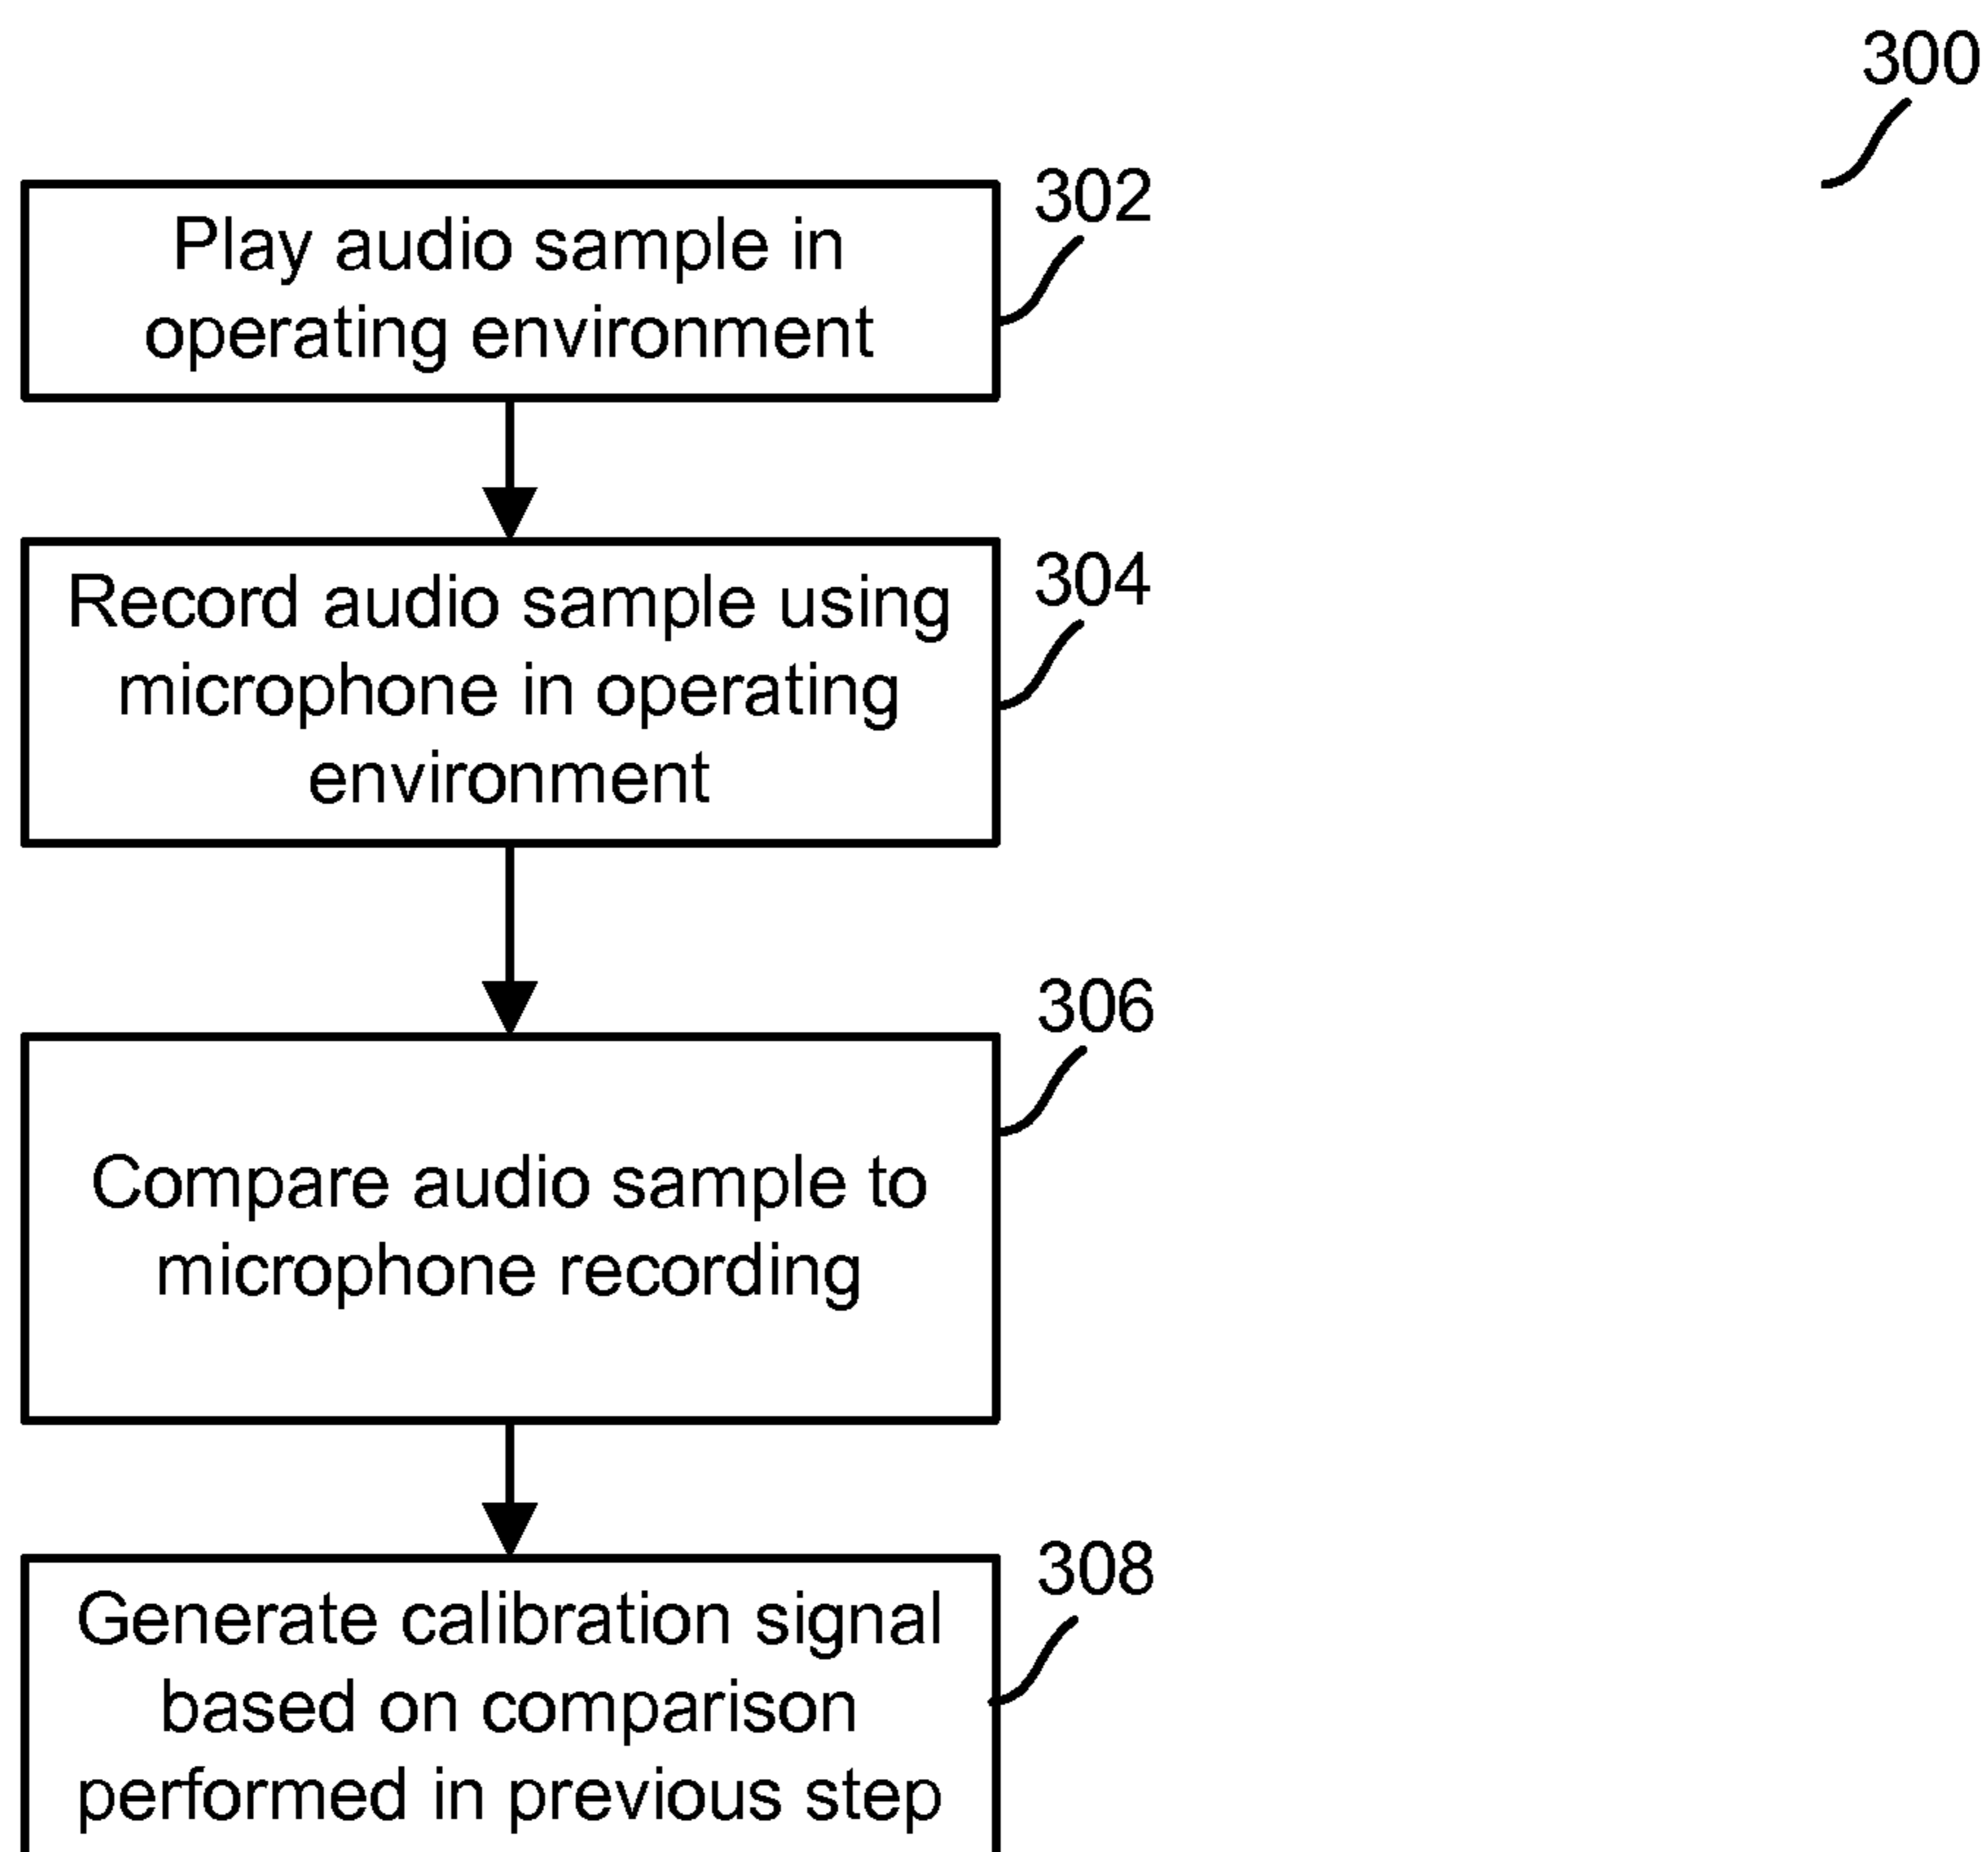 300
302
Play audio sample in
operating environment
304
Record audio sample using
microphone in operating
environment
306
Compare audio sample to
microphone recording
308
Generate calibration signal
based on comparison
performed in previous step